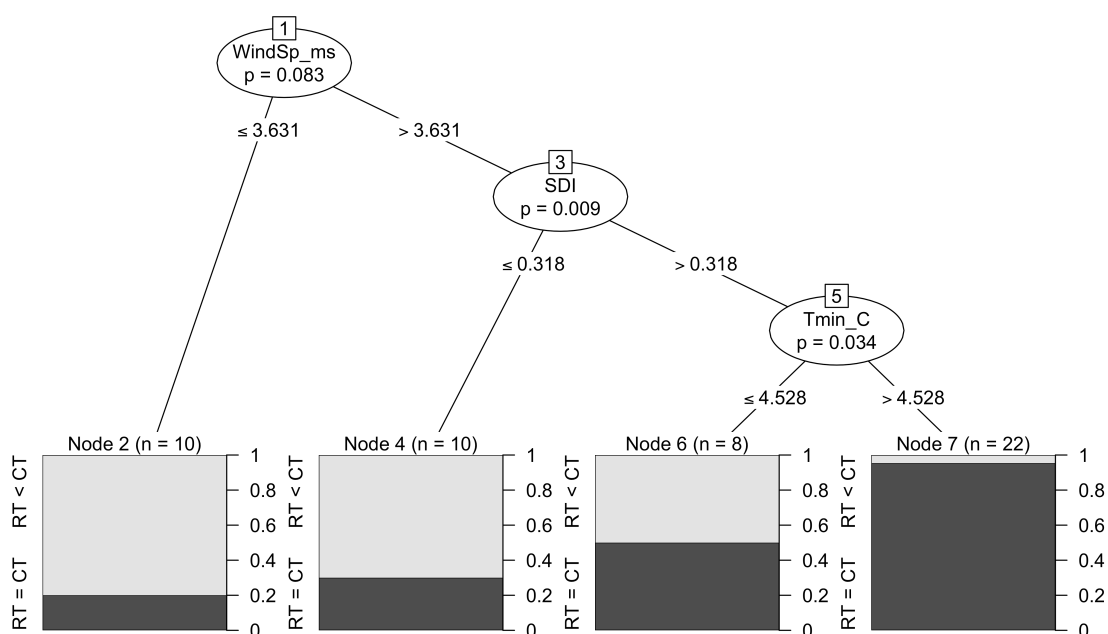 1
WindSp_ms
p = 0.083
≤ 3.631
> 3.631
3
SDI
p = 0.009
≤ 0.318
> 0.318
5
Tmin_C
p = 0.034
≤ 4.528
> 4.528
Node 2 (n = 10)
RT < CT
RT = CT
1
0.8
0.6
0.4
0.2
0
Node 4 (n = 10)
RT < CT
RT = CT
1
0.8
0.6
0.4
0.2
0
Node 6 (n = 8)
RT < CT
RT = CT
1
0.8
0.6
0.4
0.2
0
Node 7 (n = 22)
RT < CT
RT = CT
1
0.8
0.6
0.4
0.2
0